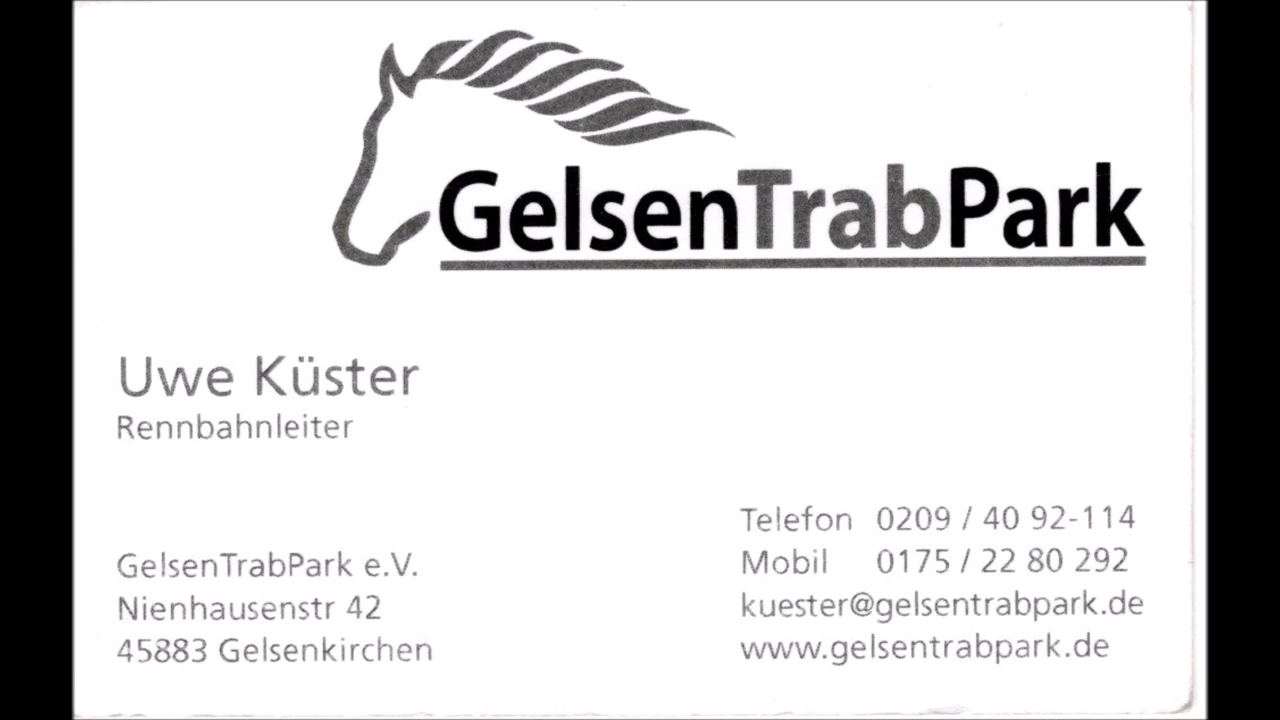 GelsenTrabPark
Uwe Küster
Rennbahnleiter
GelsenTrabPark e.V.
Nienhausenstr 42
45883 Gelsenkirchen
Telefon 0209 / 40 92-114
Mobil 0175 / 22 80 292
kuester@gelsentrabpark.de
www.gelsentrabpark.de